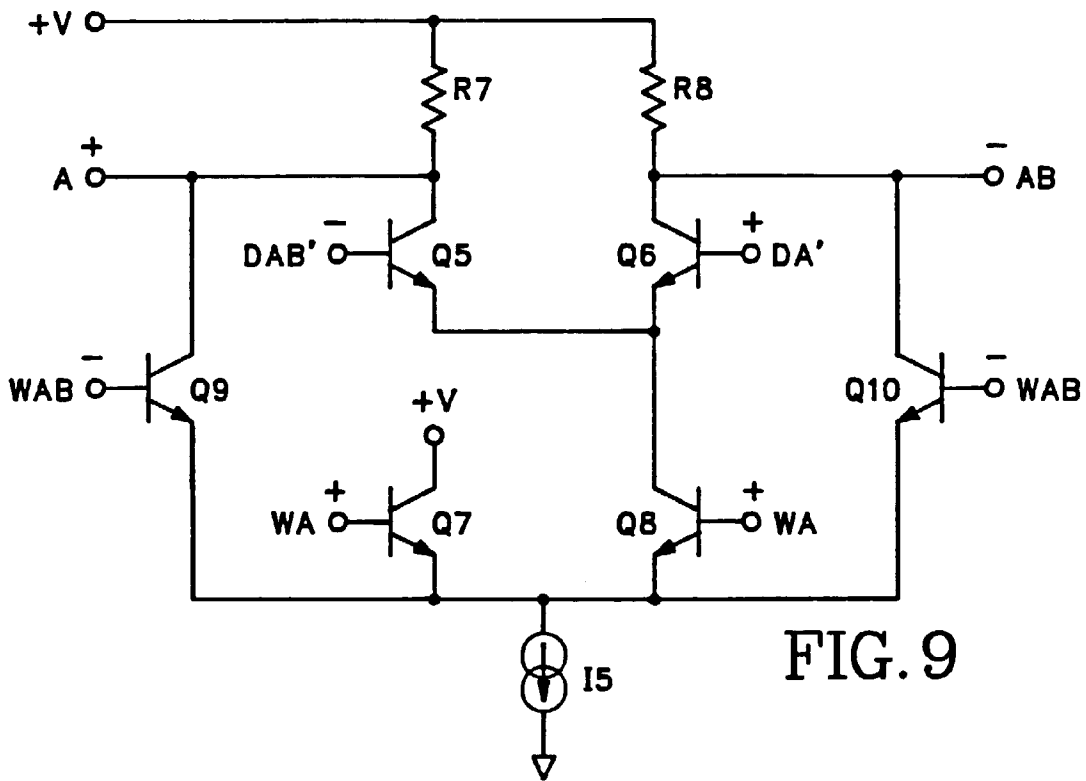 +V
R7
R8
+
A
-
AB
-
DAB'
Q5
Q6
+
DA'
-
WAB
Q9
+V
Q10
-
WAB
+
WA
Q7
Q8
+
WA
I5
FIG. 9